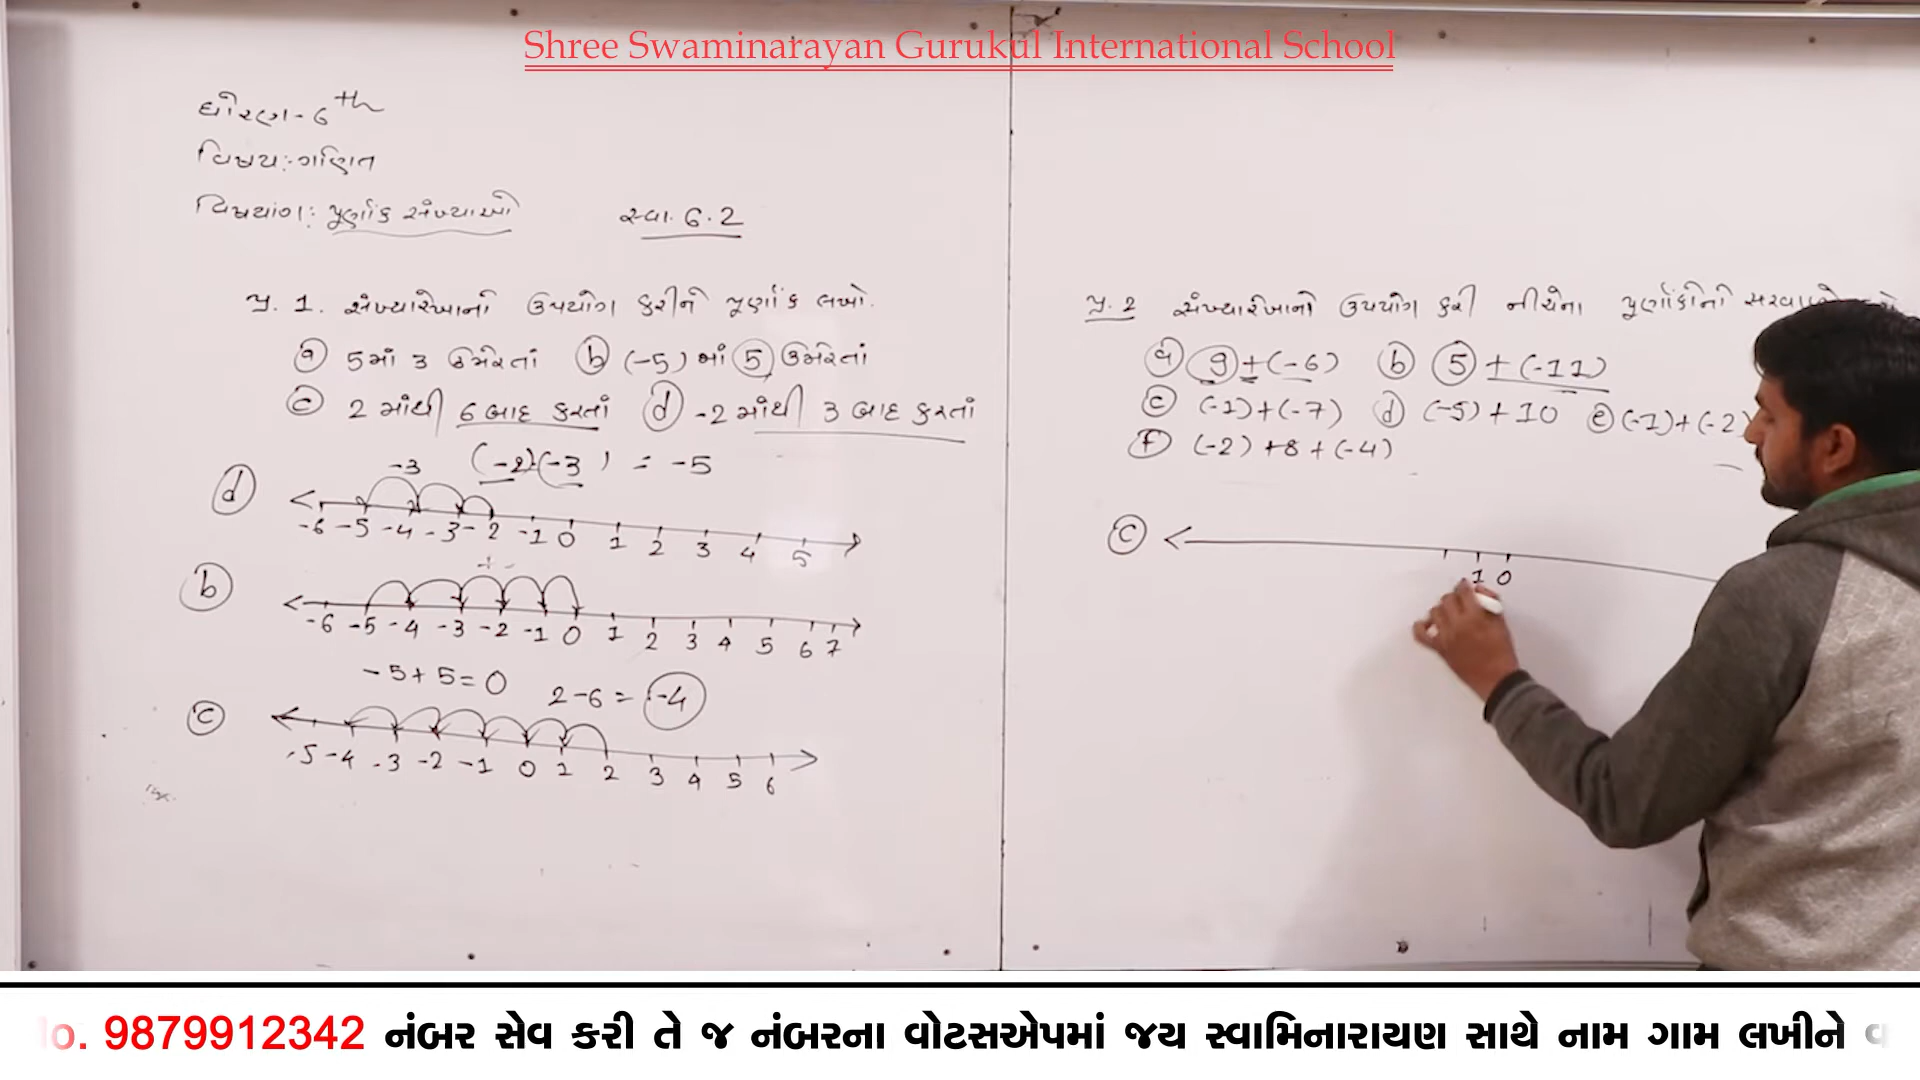 Shree Swaminarayan Gurukul International School
ધોરણ - 6th
વિષય : ગણિત
વિષયાંગ : પૂર્ણાંક સંખ્યાઓ સ્વા. 6.2
પ્ર. 1. સંખ્યારેખાનો ઉપયોગ કરીને પૂર્ણાંક લખો.
(a) 5માં 3 ઉમેરતાં (b) (-5) માં 5 ઉમેરતાં
(c) 2 માંથી 6 બાદ કરતાં (d) -2 માંથી 3 બાદ કરતાં
-3 (-2)(-3) = -5
(d)
-6 -5 -4 -3 -2 -1 0 1 2 3 4 5
(b)
-6 -5 -4 -3 -2 -1 0 1 2 3 4 5 6 7
-5 + 5 = 0 2 - 6 = -4
(c)
-5 -4 -3 -2 -1 0 1 2 3 4 5 6
પ્ર. 2 સંખ્યારેખાનો ઉપયોગ કરી નીચેના પૂર્ણાંકોનો
(a) 9 + (-6) (b) 5 + (-11)
(c) (-1) + (-7) (d) (-5) + 10 (e) (-1) + (-2)
(f) (-2) + 8 + (-4)
(c)
1 0
No. 9879912342 નંબર સેવ કરી તે જ નંબરના વોટસએપમાં જય સ્વામિનારાયણ સાથે નામ ગામ લખીને